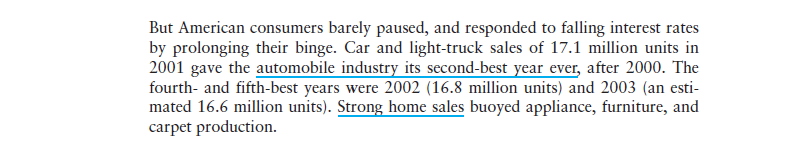 But American consumers barely paused, and responded to falling interest rates
by prolonging their binge. Car and light-truck sales of 17.1 million units in
2001 gave the automobile industry its second-best year ever, after 2000. The
fourth- and fifth-best years were 2002 (16.8 million units) and 2003 (an esti-
mated 16.6 million units). Strong home sales buoyed appliance, furniture, and
carpet production.